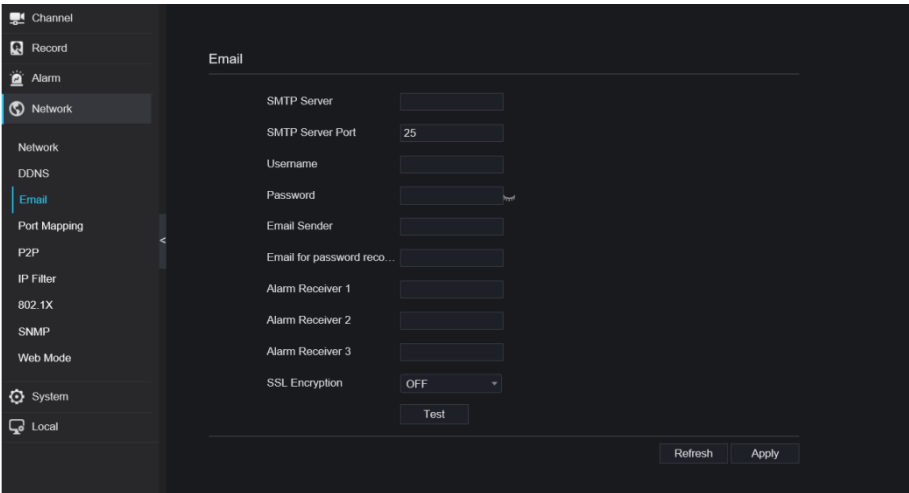 Channel
Record
Alarm
Network
Network
DDNS
Email
Port Mapping
P2P
IP Filter
802.1X
SNMP
Web Mode
System
Local
<
Email
SMTP Server
SMTP Server Port 25
Username
Password
Email Sender
Email for password reco...
Alarm Receiver 1
Alarm Receiver 2
Alarm Receiver 3
SSL Encryption OFF
Test
Refresh Apply